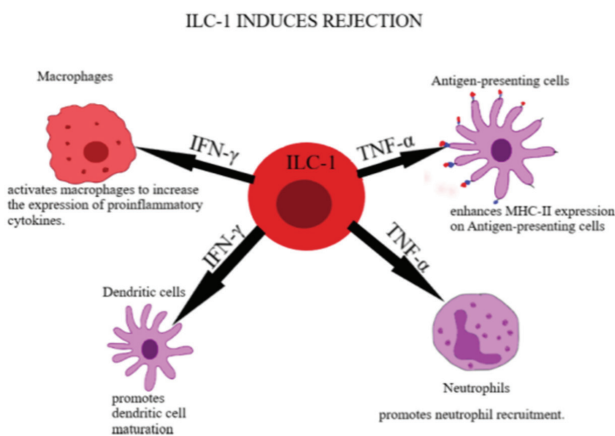 ILC-1 INDUCES REJECTION
Macrophages
Antigen-presenting cells
IFN-γ
ILC-1
TNF-α
activates macrophages to increase
the expression of proinflammatory
cytokines.
enhances MHC-II expression
on Antigen-presenting cells
IFN-γ
TNF-α
Dendritic cells
Neutrophils
promotes
dendritic cell
maturation
promotes neutrophil recruitment.